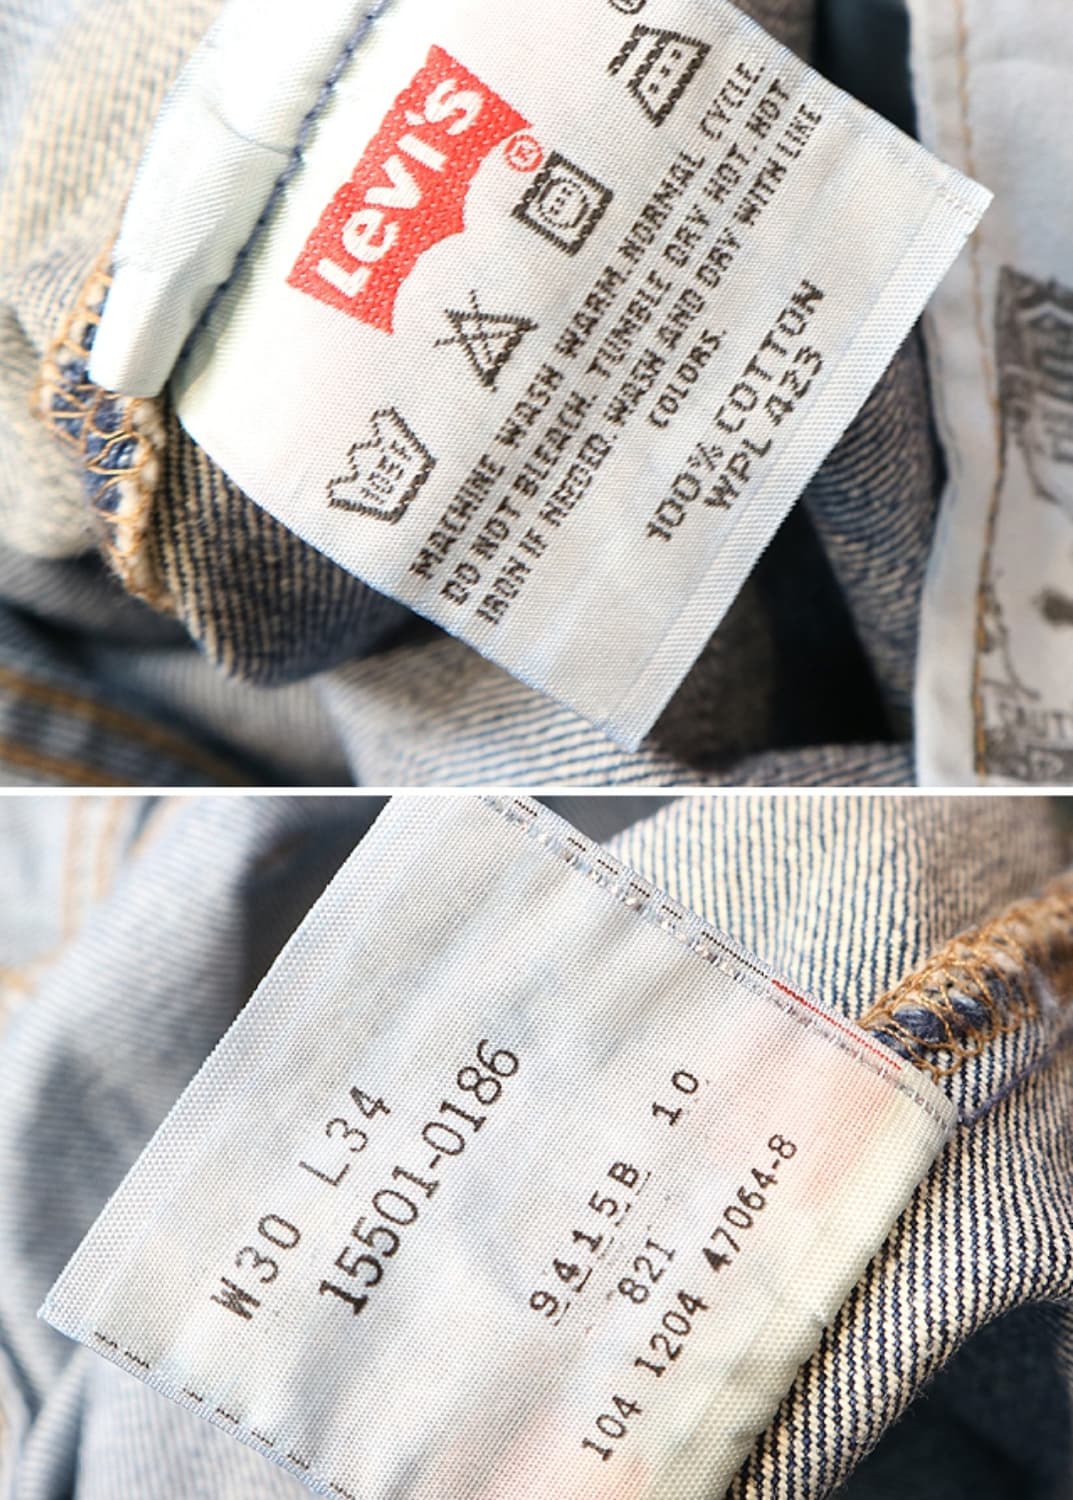 Levi's®
105F
MACHINE WASH WARM.NORMAL CYCLE.
DO NOT BLEACH. TUMBLE DRY HOT.HOT
IRON IF NEEDED. WASH AND DRY WITH LIKE
COLORS.
100% COTTON
WPL 423
W30 L34
15501-0186
9415B 10
821
104 1204 47064-8